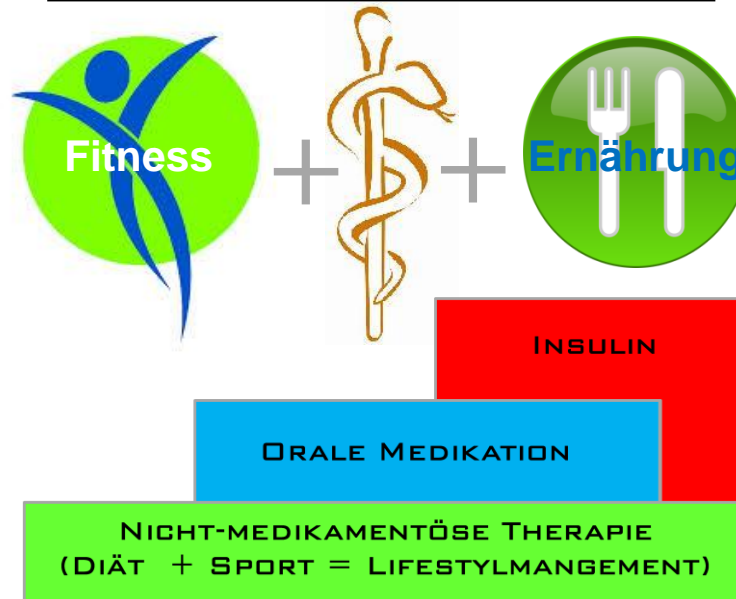 Fitness
+
+
Ernährung
INSULIN
ORALE MEDIKATION
NICHT-MEDIKAMENTÖSE THERAPIE
(DIÄT + SPORT = LIFESTYLMANGEMENT)